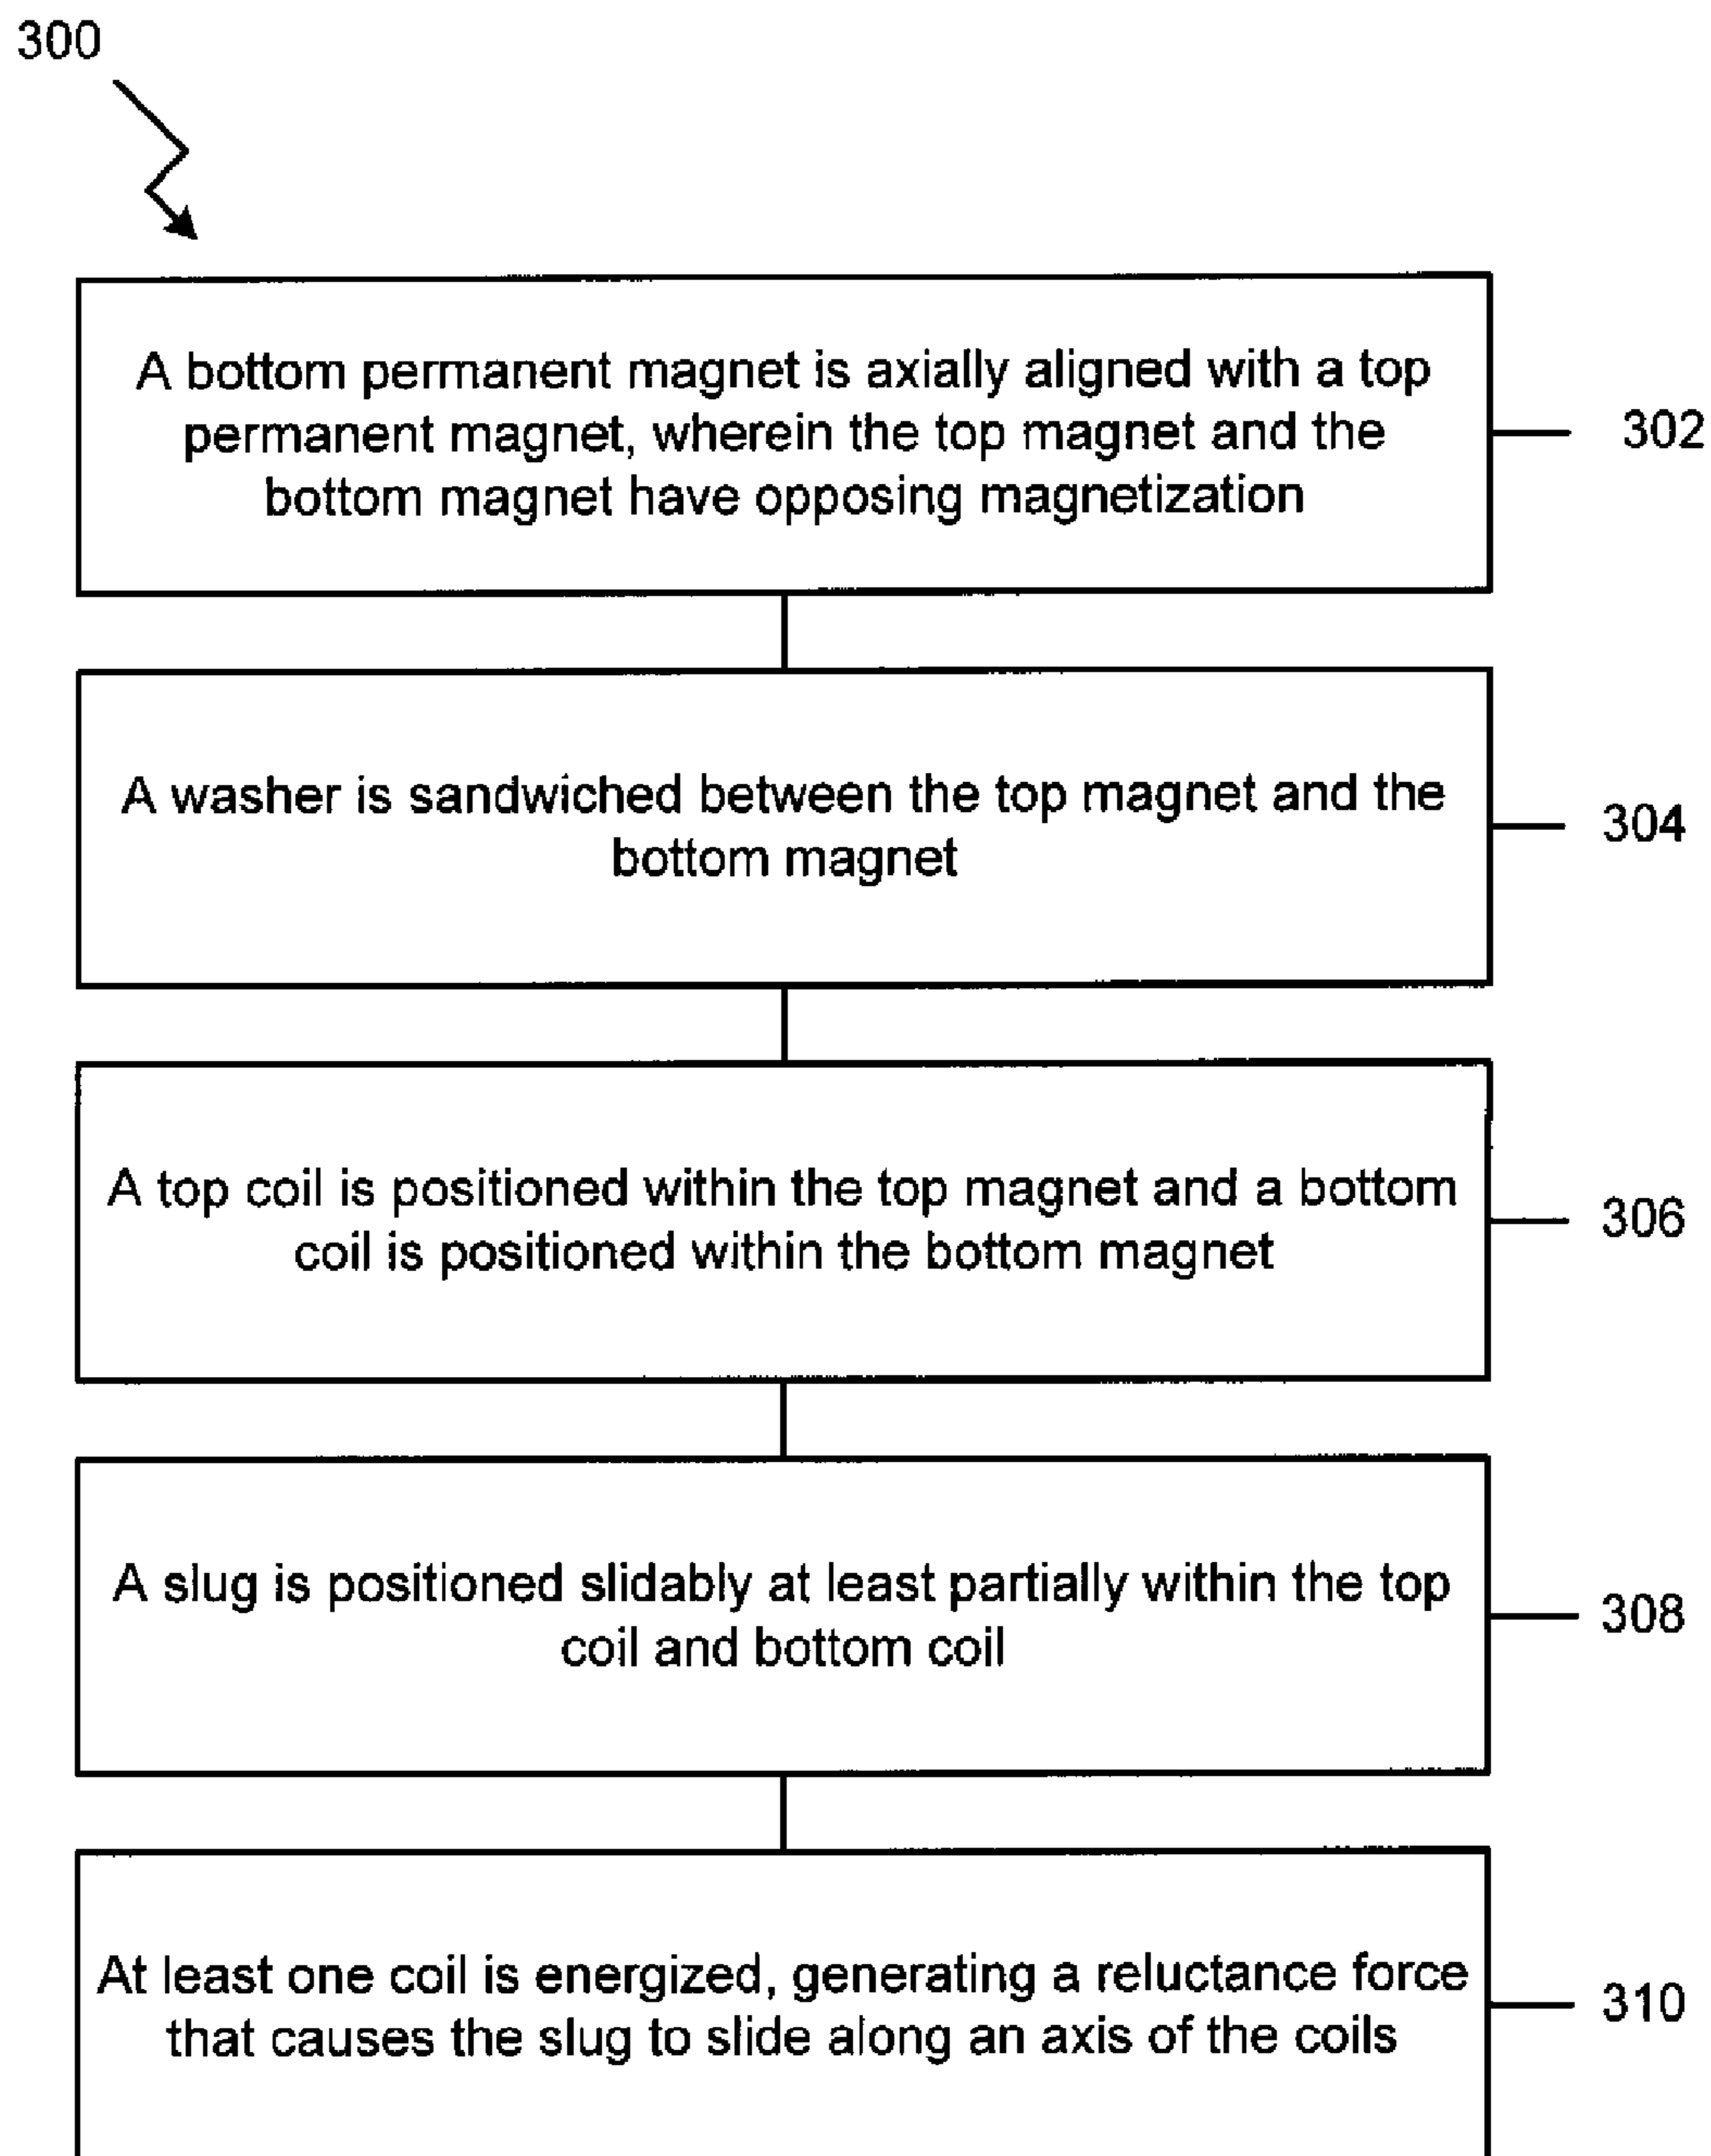 300
A bottom permanent magnet is axially aligned with a top
permanent magnet, wherein the top magnet and the
bottom magnet have opposing magnetization
302
A washer is sandwiched between the top magnet and the
bottom magnet
304
A top coil is positioned within the top magnet and a bottom
coil is positioned within the bottom magnet
306
A slug is positioned slidably at least partially within the top
coil and bottom coil
308
At least one coil is energized, generating a reluctance force
that causes the slug to slide along an axis of the coils
310